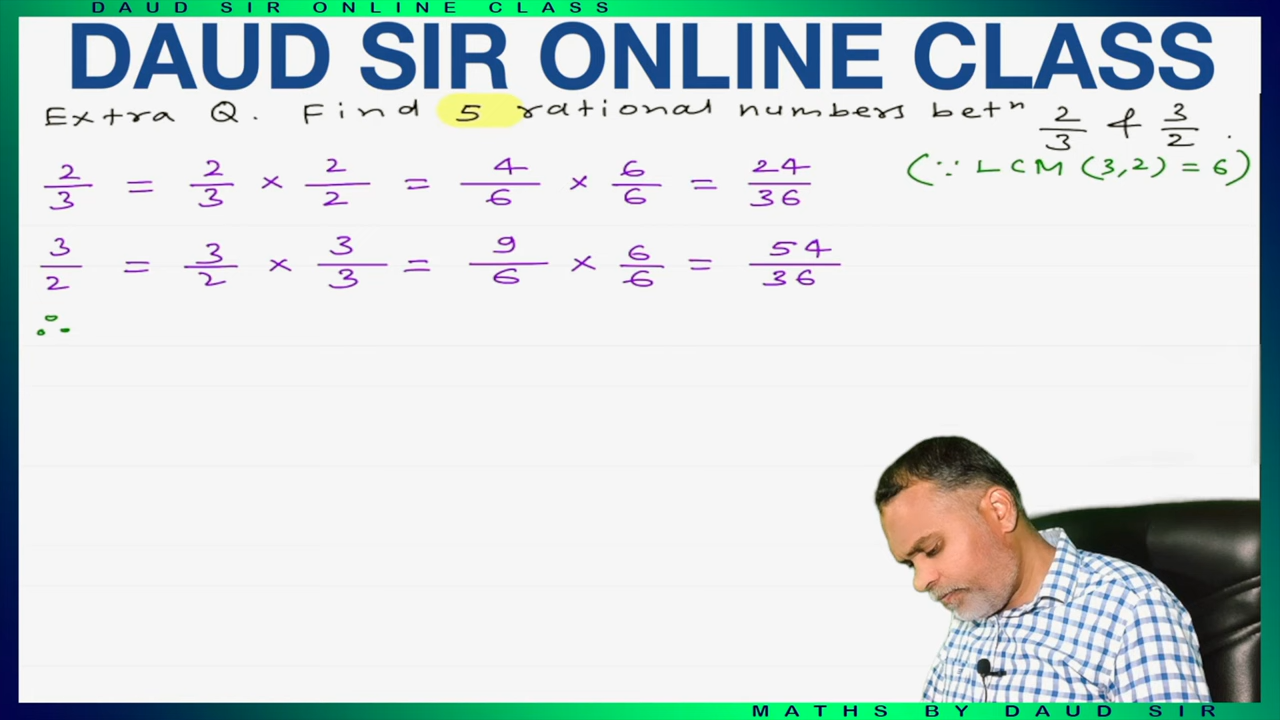 DAUD SIR ONLINE CLASS
DAUD SIR ONLINE CLASS
Extra Q. Find 5 rational numbers betⁿ 2/3 & 3/2 .
(∵ LCM (3,2) = 6)
2/3 = 2/3 × 2/2 = 4/6 × 6/6 = 24/36
3/2 = 3/2 × 3/3 = 9/6 × 6/6 = 54/36
∴
MATHS BY DAUD SIR